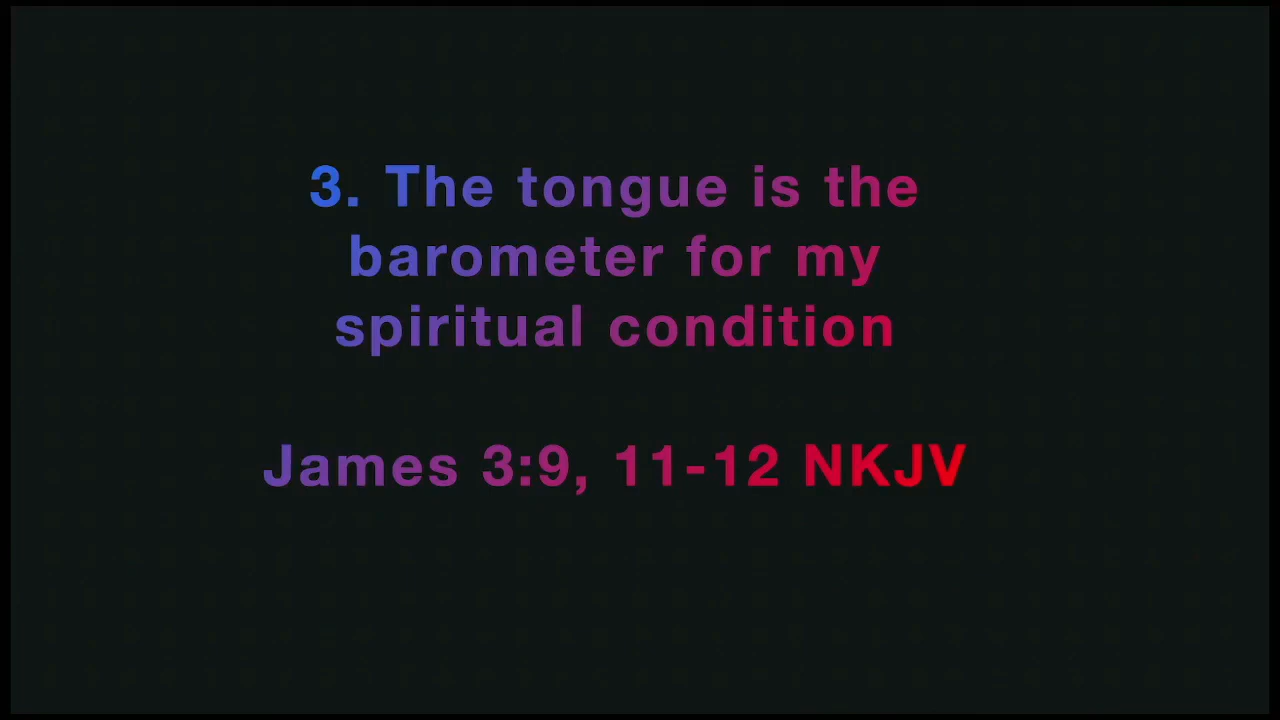 3. The tongue is the
barometer for my
spiritual condition
James 3:9, 11-12 NKJV